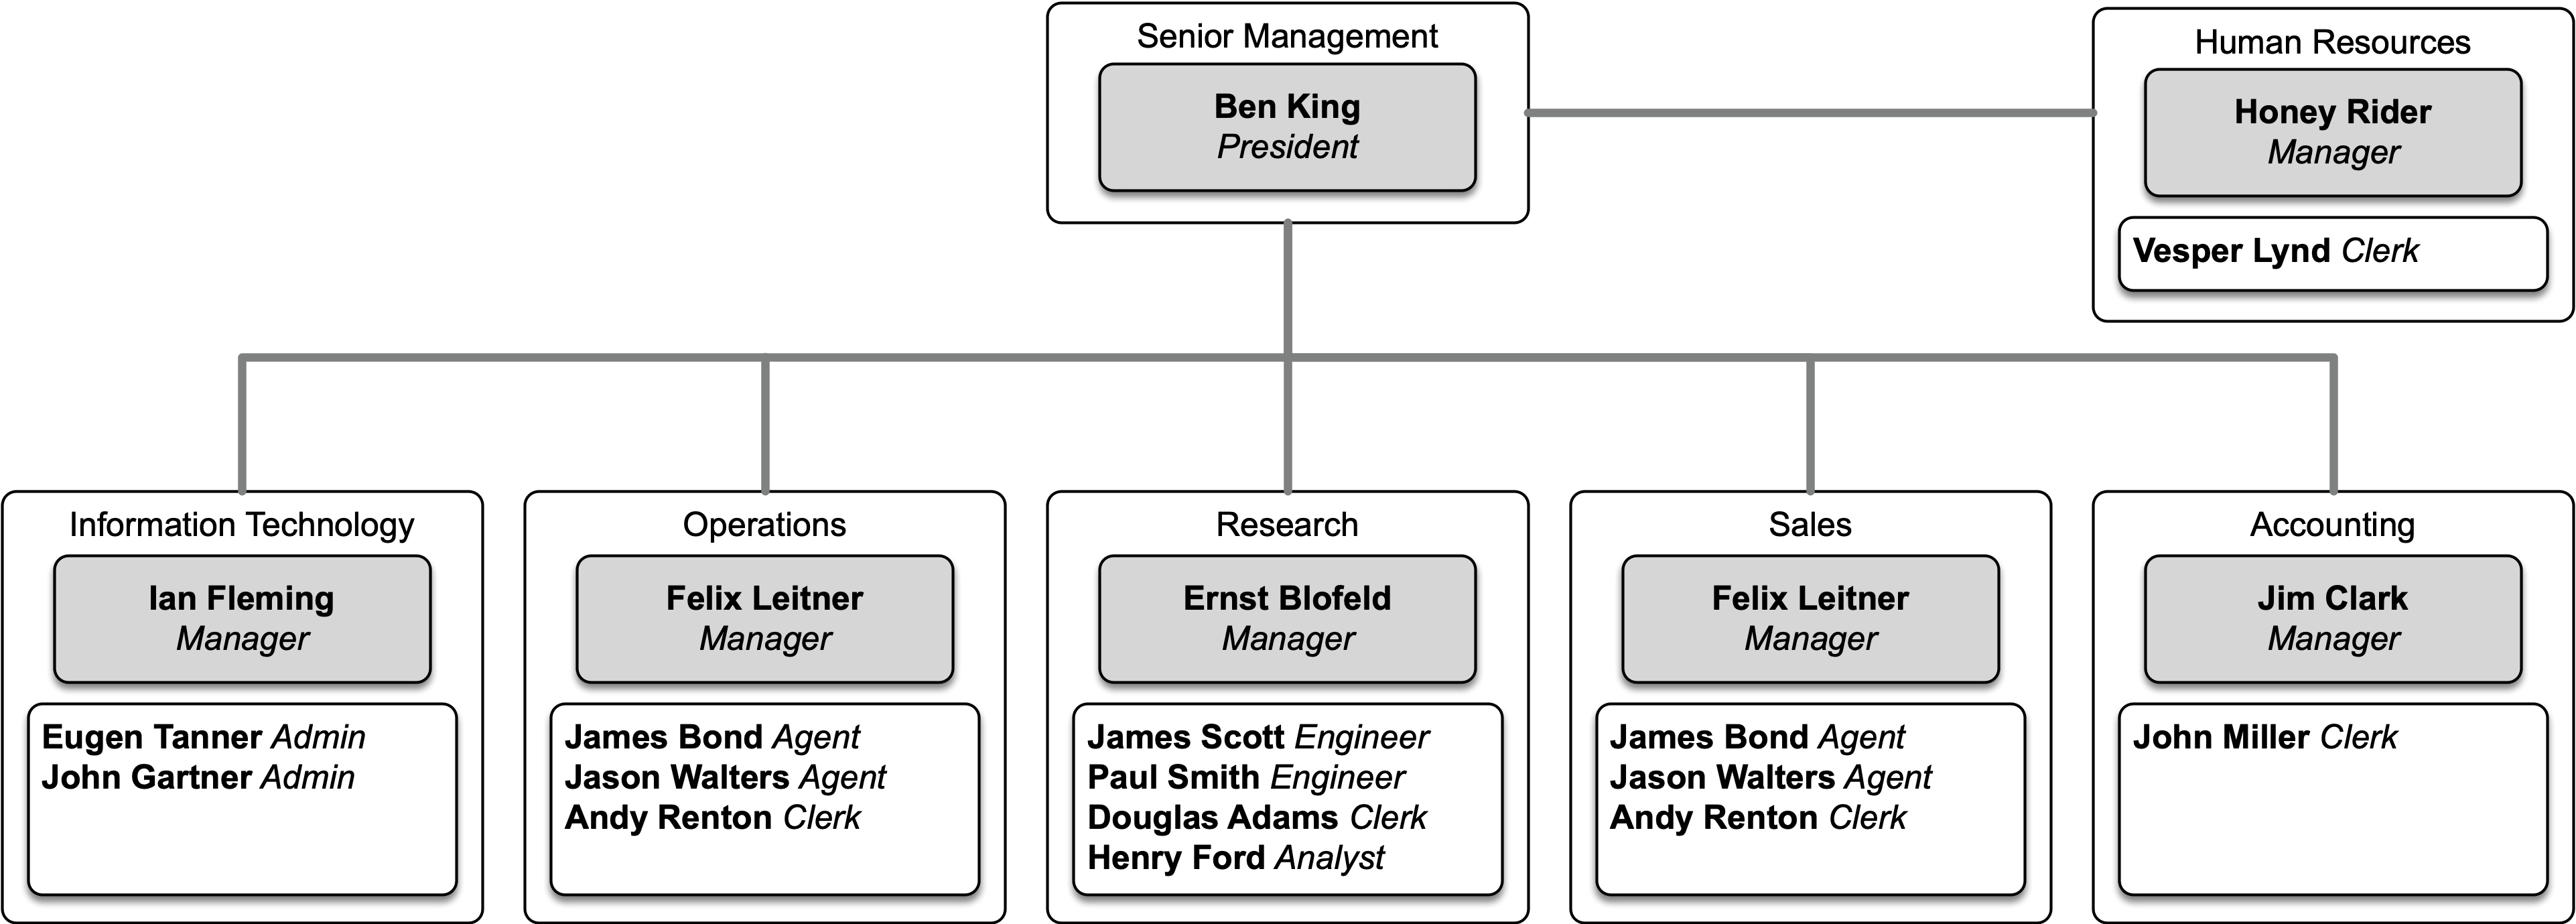 Senior Management
Ben King
President
Human Resources
Honey Rider
Manager
Vesper Lynd Clerk
Information Technology
Ian Fleming
Manager
Eugen Tanner Admin
John Gartner Admin
Operations
Felix Leitner
Manager
James Bond Agent
Jason Walters Agent
Andy Renton Clerk
Research
Ernst Blofeld
Manager
James Scott Engineer
Paul Smith Engineer
Douglas Adams Clerk
Henry Ford Analyst
Sales
Felix Leitner
Manager
James Bond Agent
Jason Walters Agent
Andy Renton Clerk
Accounting
Jim Clark
Manager
John Miller Clerk